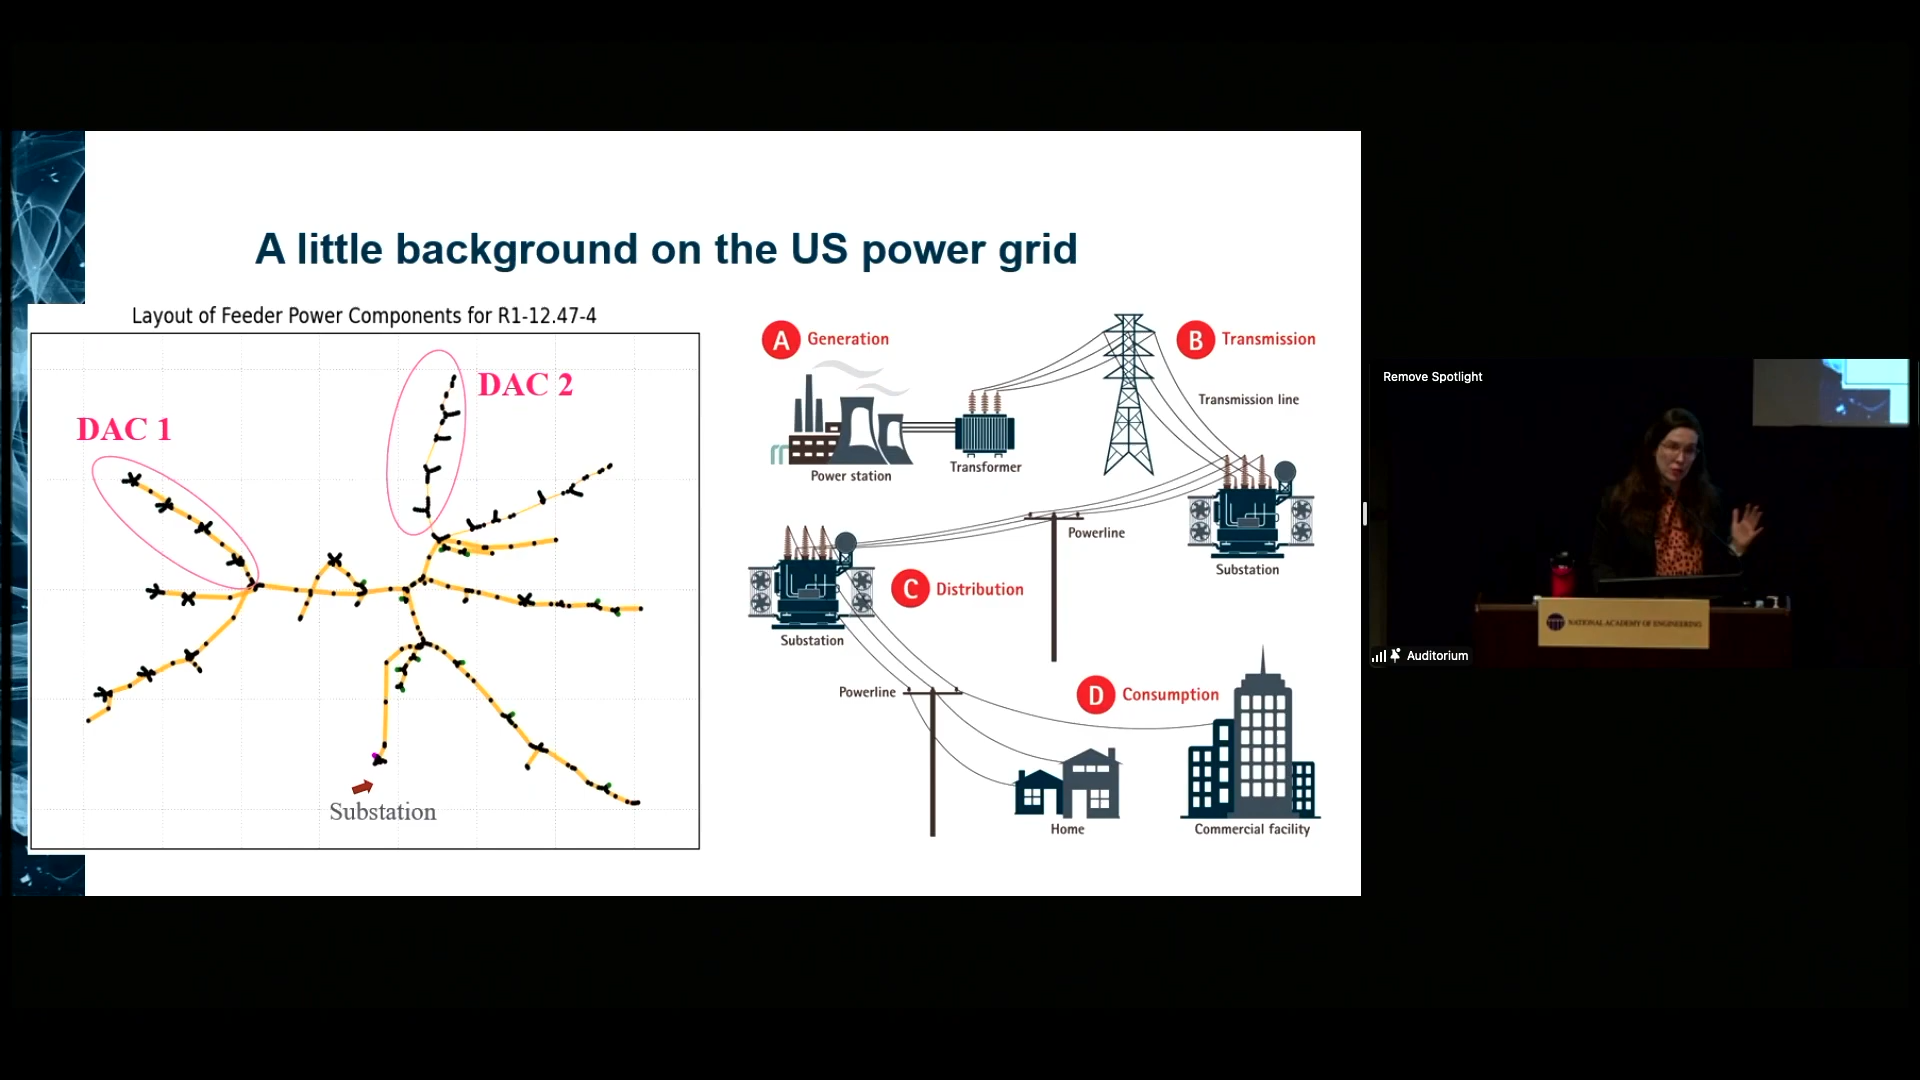 A little background on the US power grid
Layout of Feeder Power Components for R1-12.47-4
DAC 1
DAC 2
Substation
A Generation
Power station
Transformer
B Transmission
Transmission line
Powerline
Substation
Substation
C Distribution
Powerline
D Consumption
Home
Commercial facility
Remove Spotlight
NATIONAL ACADEMY OF ENGINEERING
Auditorium